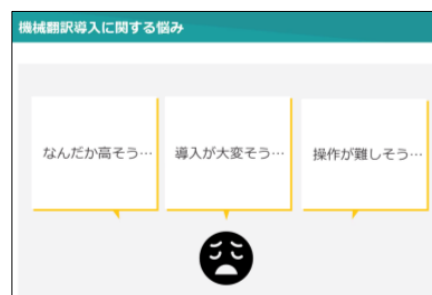 機械翻訳導入に関する悩み
なんだか高そう…
導入が大変そう…
操作が難しそう…